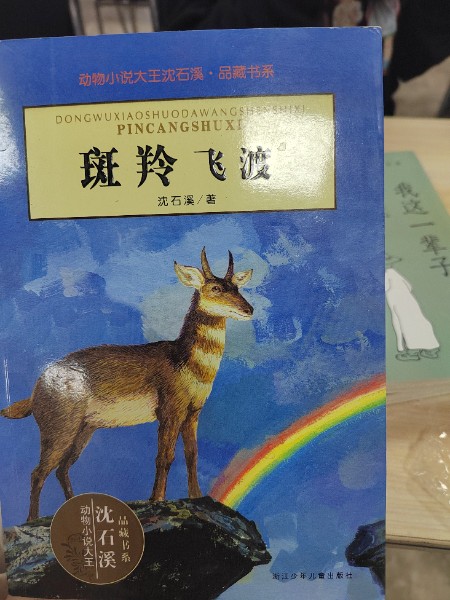 动物小说大王沈石溪·品藏书系
DONGWUXIAOSHUODAWANGSHENSHIXI
PINCANGSHUXI
斑羚飞渡
沈石溪/著
我这一辈子
品藏书系
沈石溪
动物小说大王
浙江少年儿童出版社